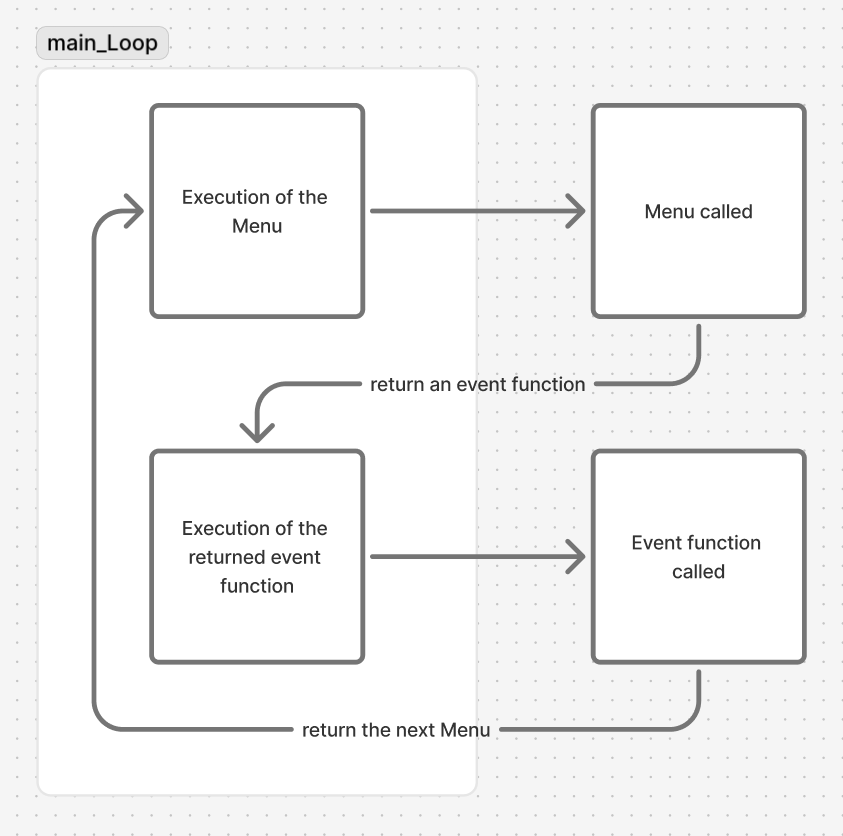 main_Loop
Execution of the
Menu
Menu called
return an event function
Execution of the
returned event
function
Event function
called
return the next Menu